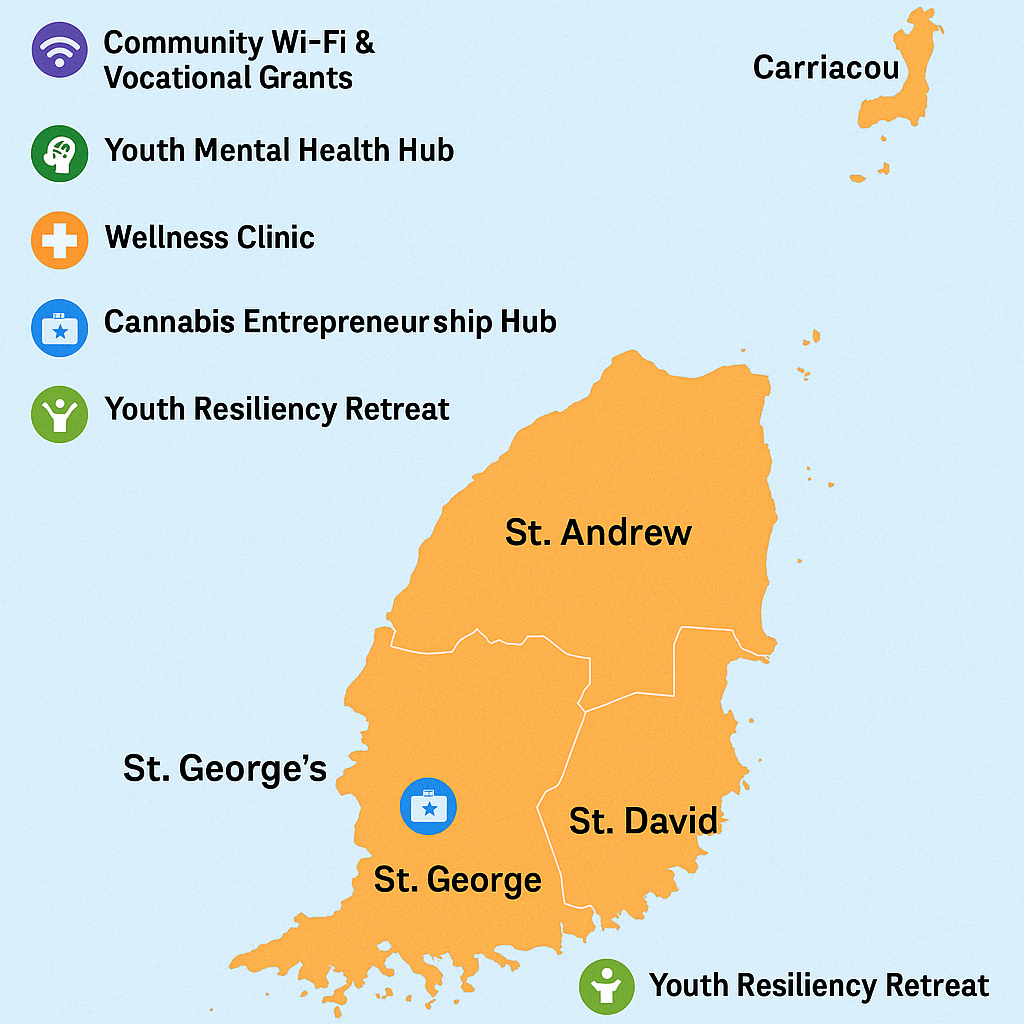 Community Wi-Fi &
Vocational Grants
Youth Mental Health Hub
Wellness Clinic
Cannabis Entrepreneurship Hub
Youth Resiliency Retreat
Carriacou
St. Andrew
St. George's
St. David
St. George
Youth Resiliency Retreat